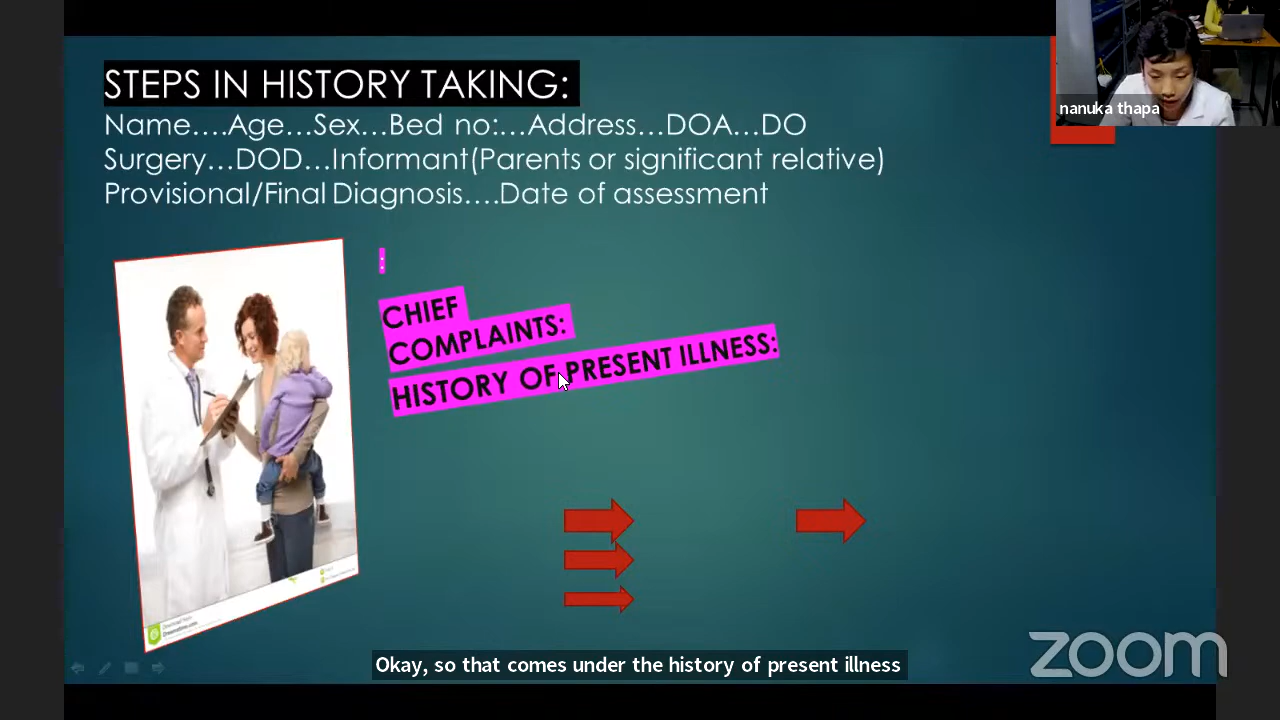 STEPS IN HISTORY TAKING:
Name....Age...Sex...Bed no:...Address...DOA...DO
Surgery...DOD...Informant(Parents or significant relative)
Provisional/Final Diagnosis....Date of assessment
nanuka thapa
:
CHIEF
COMPLAINTS:
HISTORY OF PRESENT ILLNESS:
Okay, so that comes under the history of present illness
zoom